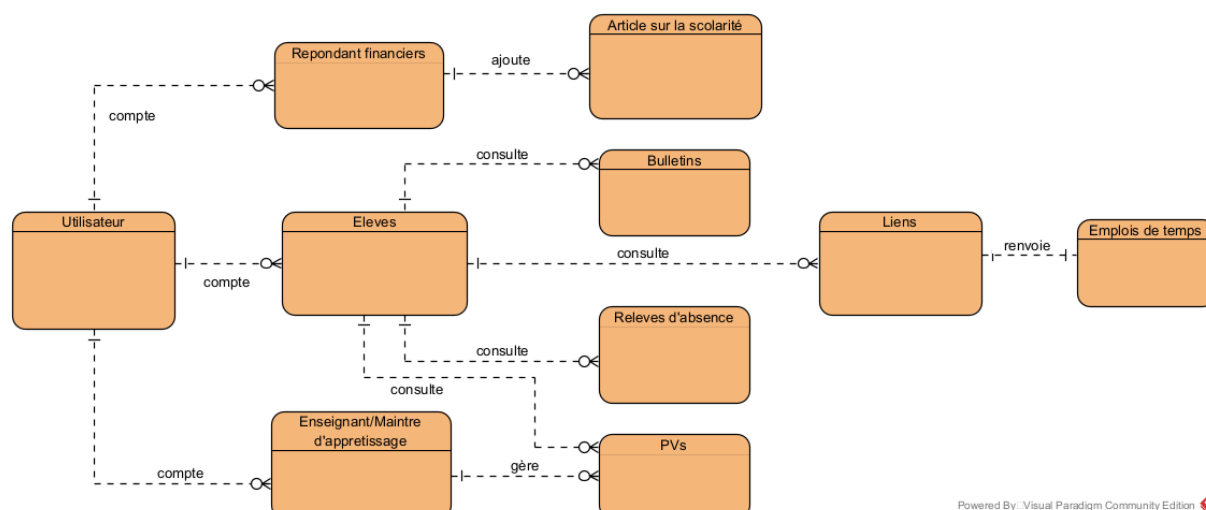 Article sur la scolarité
Repondant financiers
ajoute
compte
consulte
Bulletins
Utilisateur
Eleves
Liens
Emplois de temps
consulte
renvoie
compte
Releves d'absence
consulte
consulte
Enseignant/Maintre
d'appretissage
PVs
compte
gère
Powered By Visual Paradigm Community Edition